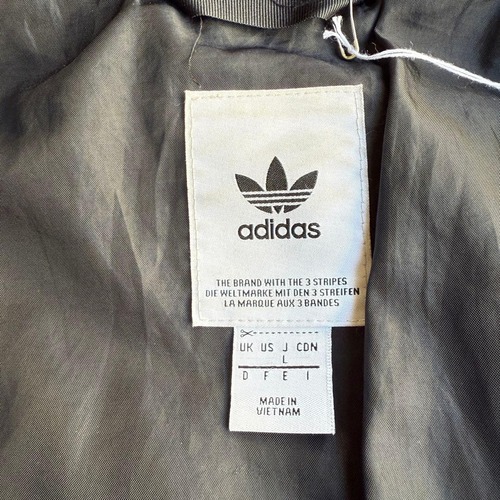 adidas
THE BRAND WITH THE 3 STRIPES
DIE WELTMARKE MIT DEN 3 STREIFEN
LA MARQUE AUX 3 BANDES
UK US J CDN
L
D F E I
MADE IN
VIETNAM